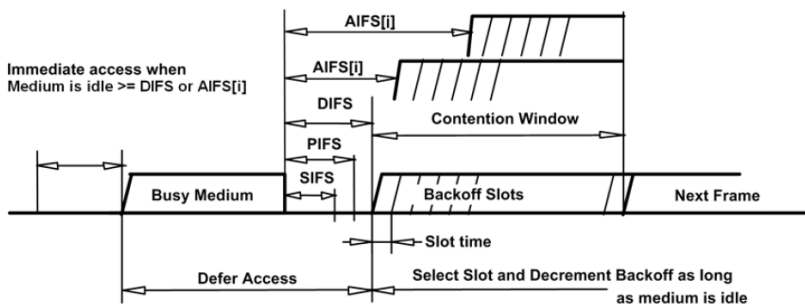 AIFS[i]
AIFS[i]
Immediate access when
Medium is idle >= DIFS or AIFS[i]
DIFS
Contention Window
PIFS
SIFS
Busy Medium
Backoff Slots
Next Frame
Slot time
Defer Access
Select Slot and Decrement Backoff as long
as medium is idle